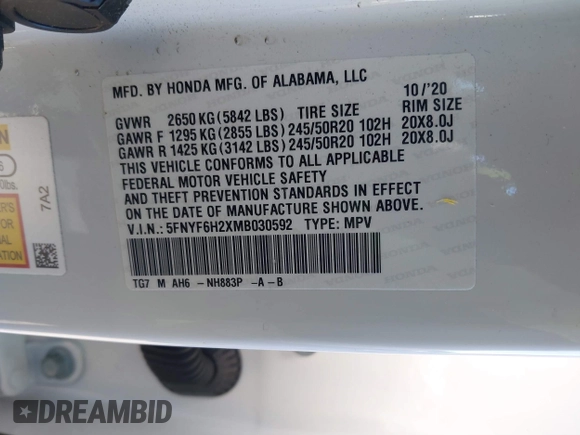 MFD. BY HONDA MFG. OF ALABAMA, LLC 10/'20
GVWR 2650 KG (5842 LBS) TIRE SIZE RIM SIZE
GAWR F 1295 KG (2855 LBS) 245/50R20 102H 20X8.0J
GAWR R 1425 KG (3142 LBS) 245/50R20 102H 20X8.0J
THIS VEHICLE CONFORMS TO ALL APPLICABLE
FEDERAL MOTOR VEHICLE SAFETY
AND THEFT PREVENTION STANDARDS IN EFFECT
ON THE DATE OF MANUFACTURE SHOWN ABOVE.
V.I.N.: 5FNYF6H2XMB030592 TYPE: MPV
TG7 M AH6 -NH883P -A-B
7A2
DREAMBID